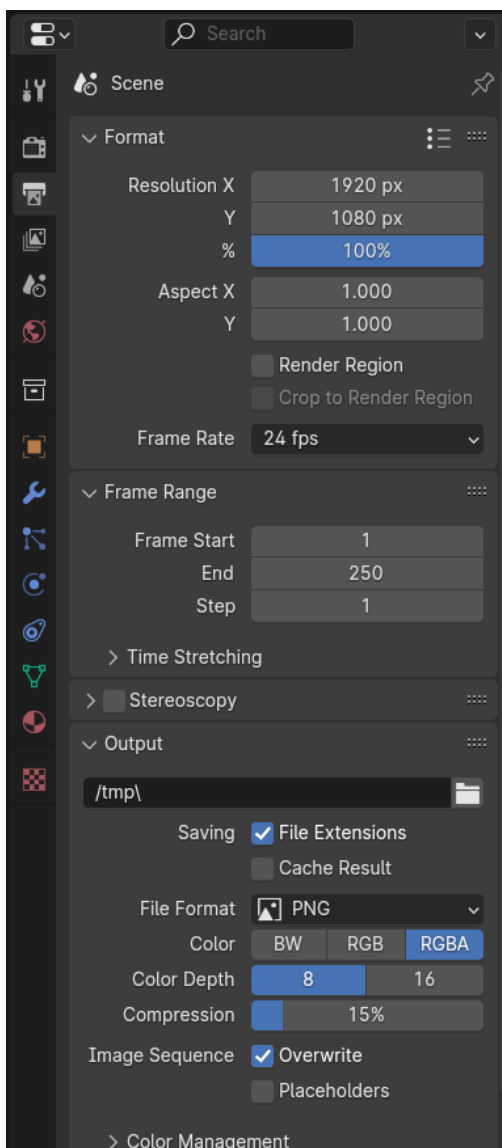 Search
Scene
Format
Resolution X 1920 px
Y 1080 px
% 100%
Aspect X 1.000
Y 1.000
Render Region
Crop to Render Region
Frame Rate 24 fps
Frame Range
Frame Start 1
End 250
Step 1
Time Stretching
Stereoscopy
Output
/tmp\
Saving File Extensions
Cache Result
File Format PNG
Color BW RGB RGBA
Color Depth 8 16
Compression 15%
Image Sequence Overwrite
Placeholders
Color Management